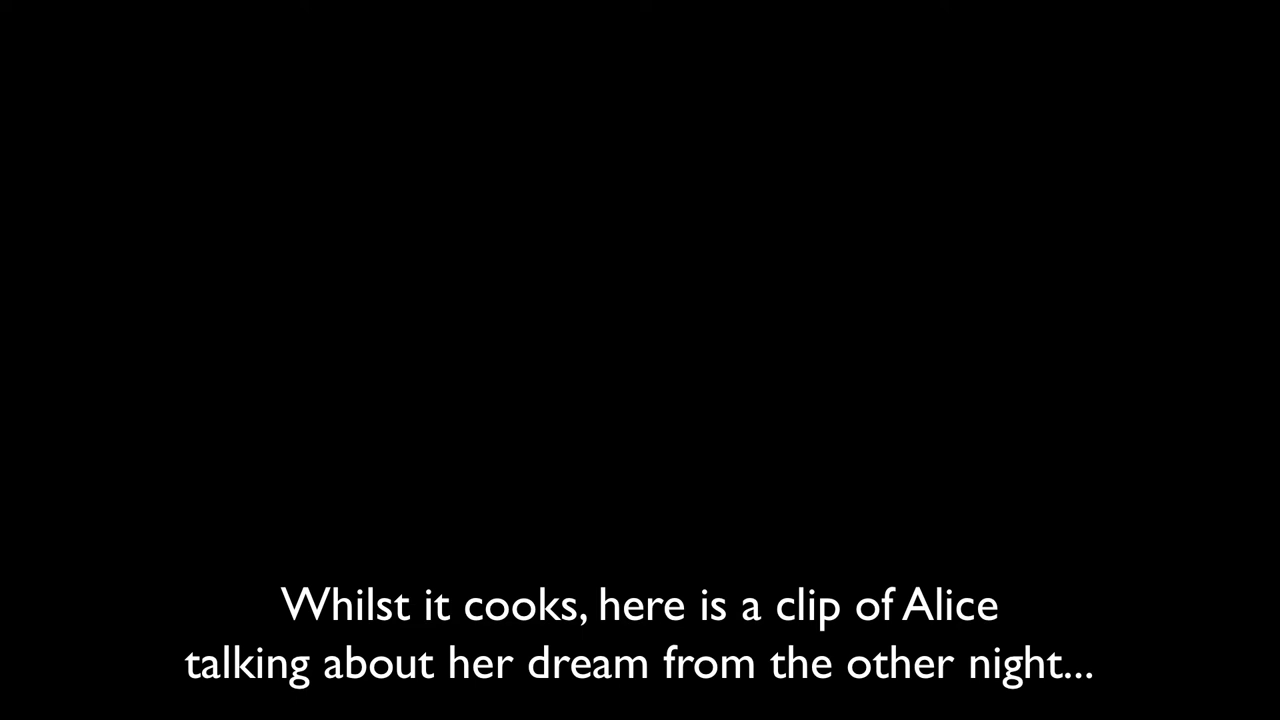 Whilst it cooks, here is a clip of Alice
talking about her dream from the other night...